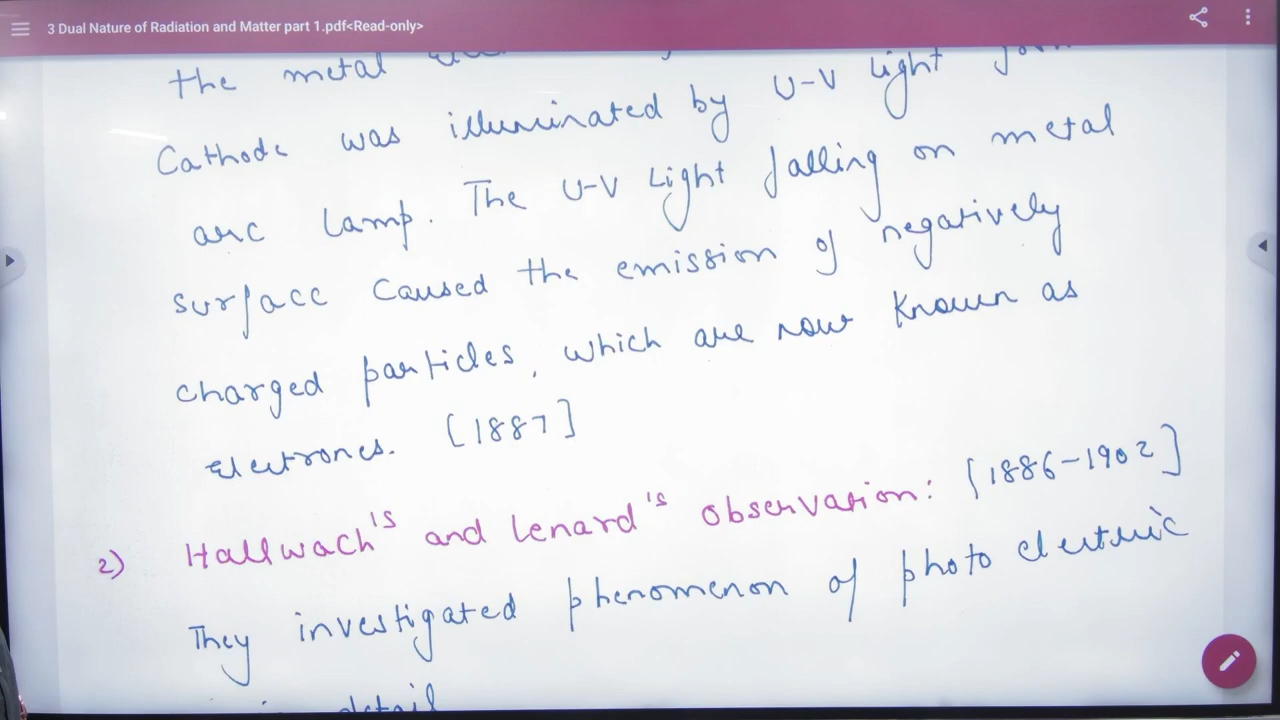 3 Dual Nature of Radiation and Matter part 1.pdf<Read-only>
the metal
Cathode was illuminated by U-V light
arc lamp. The U-V Light falling on metal
surface caused the emission of negatively
charged particles, which are now known as
Electrones. [1887]
2) Hallwach's and Lenard's observation: [1886-1902]
They investigated phenomenon of photo electric
detail